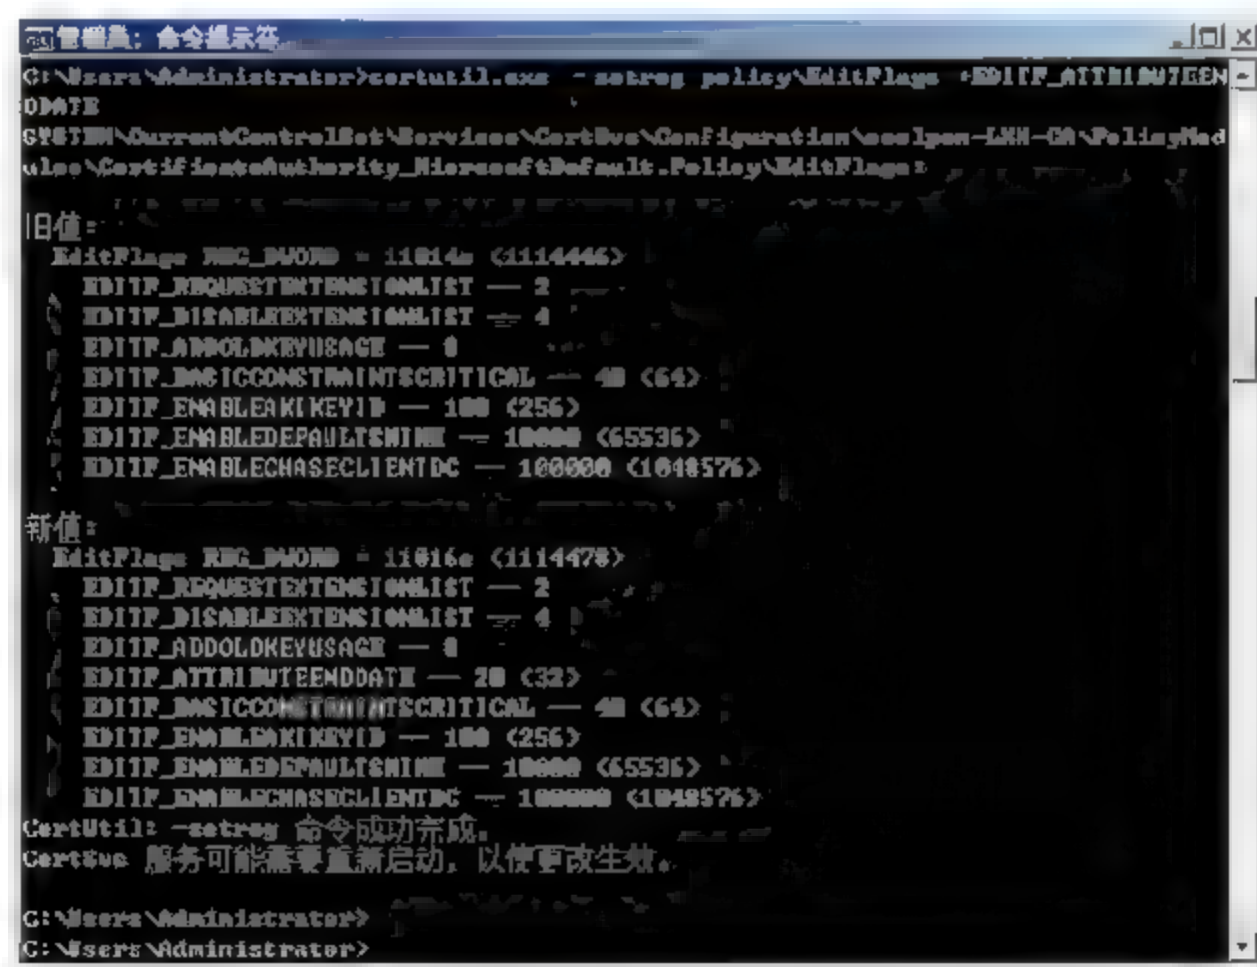 管理员: 命令提示符
C:\Users\Administrator>certutil.exe -setreg policy\EditFlags +EDITF_ATTRIBUTEEN
DDATE
SYSTEM\CurrentControlSet\Services\CertSvc\Configuration\ \PolicyMod
ules\CertificateAuthority_MicrosoftDefault.Policy\EditFlags:
旧值:
EditFlags REG_DWORD = 11014e (1114446)
EDITF_REQUESTEXTENSIONLIST -- 2
EDITF_DISABLEEXTENSIONLIST -- 4
EDITF_ADDOLDKEYUSAGE -- 8
EDITF_BASICCONSTRAINTSCRITICAL -- 40 (64)
EDITF_ENABLEAKIKEYID -- 100 (256)
EDITF_ENABLEDEFAULTSMIME -- 10000 (65536)
EDITF_ENABLECHASECLIENTDC -- 100000 (1048576)
新值:
EditFlags REG_DWORD = 11016e (1114478)
EDITF_REQUESTEXTENSIONLIST -- 2
EDITF_DISABLEEXTENSIONLIST -- 4
EDITF_ADDOLDKEYUSAGE -- 8
EDITF_ATTRIBUTEENDDATE -- 20 (32)
EDITF_BASICCONSTRAINTSCRITICAL -- 40 (64)
EDITF_ENABLEAKIKEYID -- 100 (256)
EDITF_ENABLEDEFAULTSMIME -- 10000 (65536)
EDITF_ENABLECHASECLIENTDC -- 100000 (1048576)
CertUtil: -setreg 命令成功完成。
CertSvc 服务可能需要重新启动，以使更改生效。
C:\Users\Administrator>
C:\Users\Administrator>